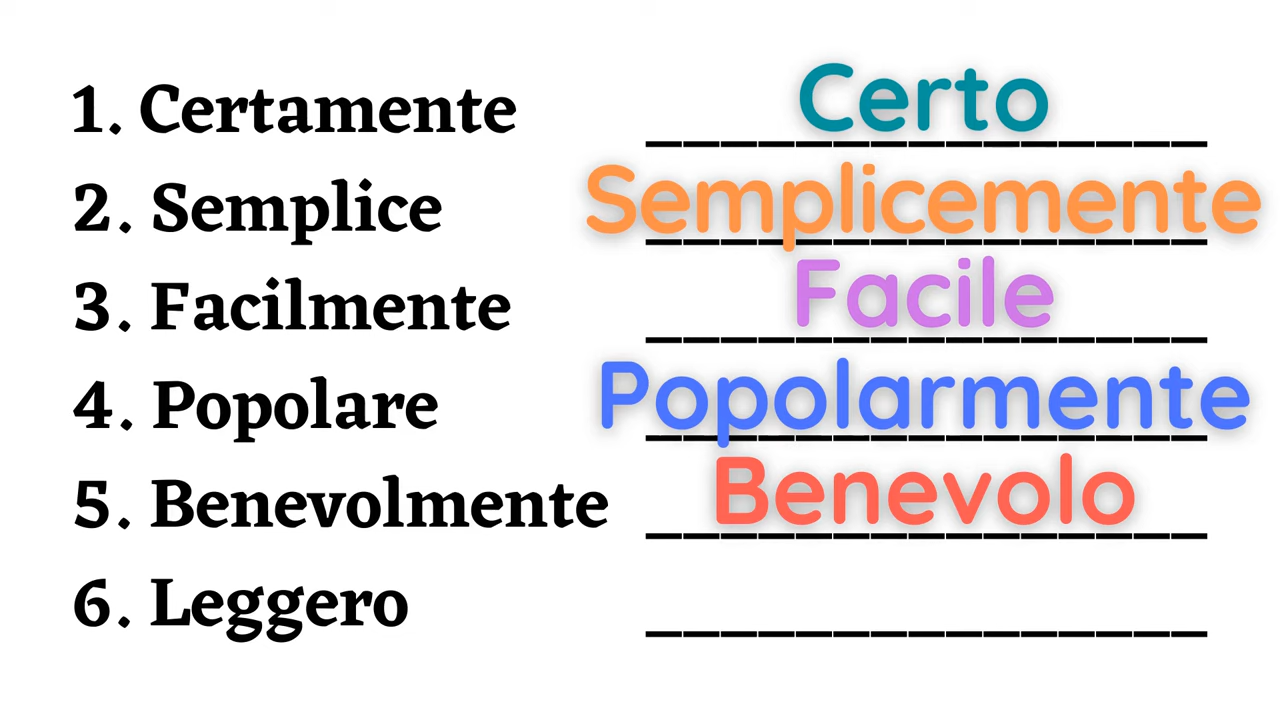 1. Certamente Certo
2. Semplice Semplicemente
3. Facilmente Facile
4. Popolare Popolarmente
5. Benevolmente Benevolo
6. Leggero